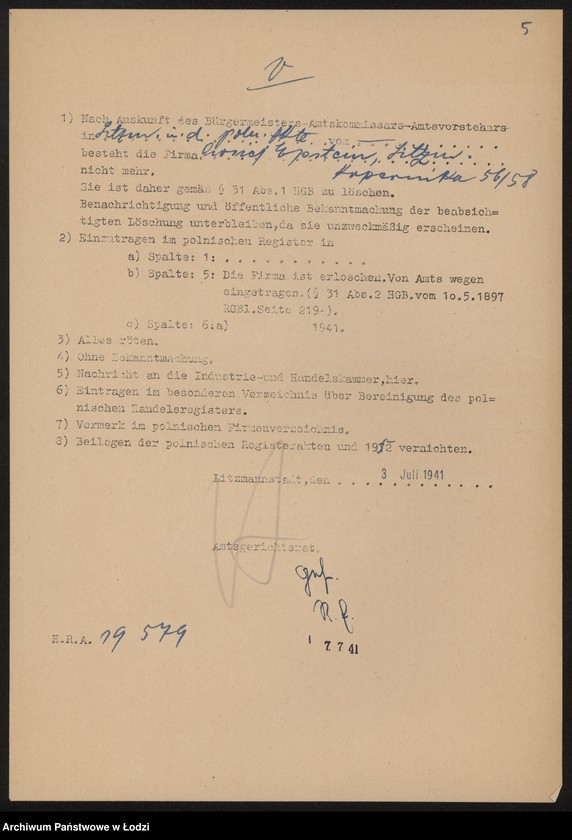 5
V
1) Nach Auskunft des Bürgermeisters-Amtskommissars-Amtsvorstehers
in Litzm. u. d. poln. Akte vom — . . . . . . .
besteht die Firma Epstein, Litzm.
nicht mehr. Kopernika 56/58
Sie ist daher gemäß § 31 Abs.1 HGB zu löschen.
Benachrichtigung und öffentliche Bekanntmachung der beabsich=
tigten Löschung unterbleiben,da sie unzweckmäßig erscheinen.
2) Einzutragen im polnischen Register in
a) Spalte: 1: . . . . . . . . . . . .
b) Spalte: 5: Die Firma ist erloschen.Von Amts wegen
eingetragen.(§ 31 Abs.2 HGB.vom 1o.5.1897
RGBl.Seite 219-).
c) Spalte: 6:a) 1941.
3) Alles röten.
4) Ohne Bekanntmachung.
5) Nachricht an die Industrie-und Handelskammer,hier.
6) Eintragen im besonderen Verzeichnis über Bereinigung des pol=
nischen Handelsregisters.
7) Vermerk im polnischen Firmenverzeichnis.
8) Beilegen der polnischen Registerakten und 1952 vernichten.
Litzmannstadt,den . . . 3 Juli 1941 . . . .
Amtsgerichtsrat.
gef.
7. 7 41
H.R.A. 19 579
Archiwum Państwowe w Łodzi